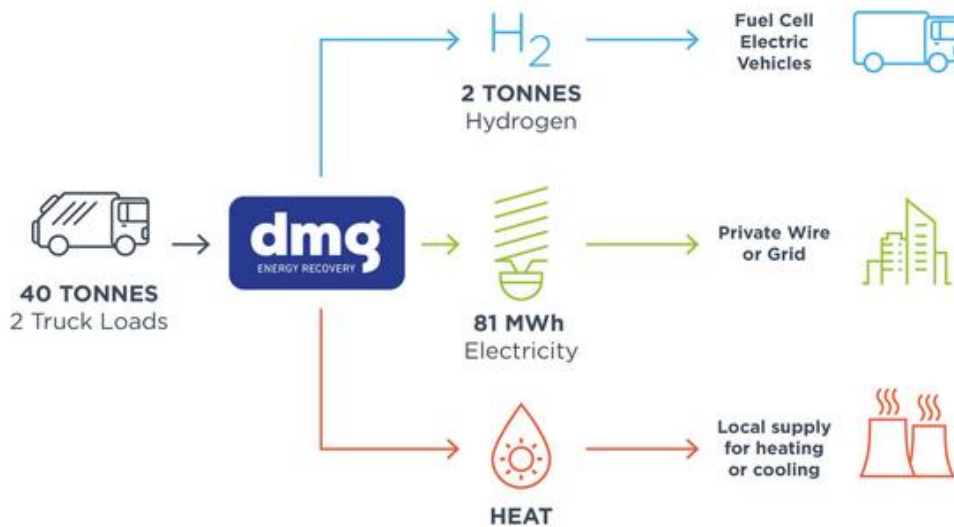 H2
2 TONNES
Hydrogen
Fuel Cell
Electric
Vehicles
40 TONNES
2 Truck Loads
dmg
ENERGY RECOVERY
81 MWh
Electricity
Private Wire
or Grid
HEAT
Local supply
for heating
or cooling